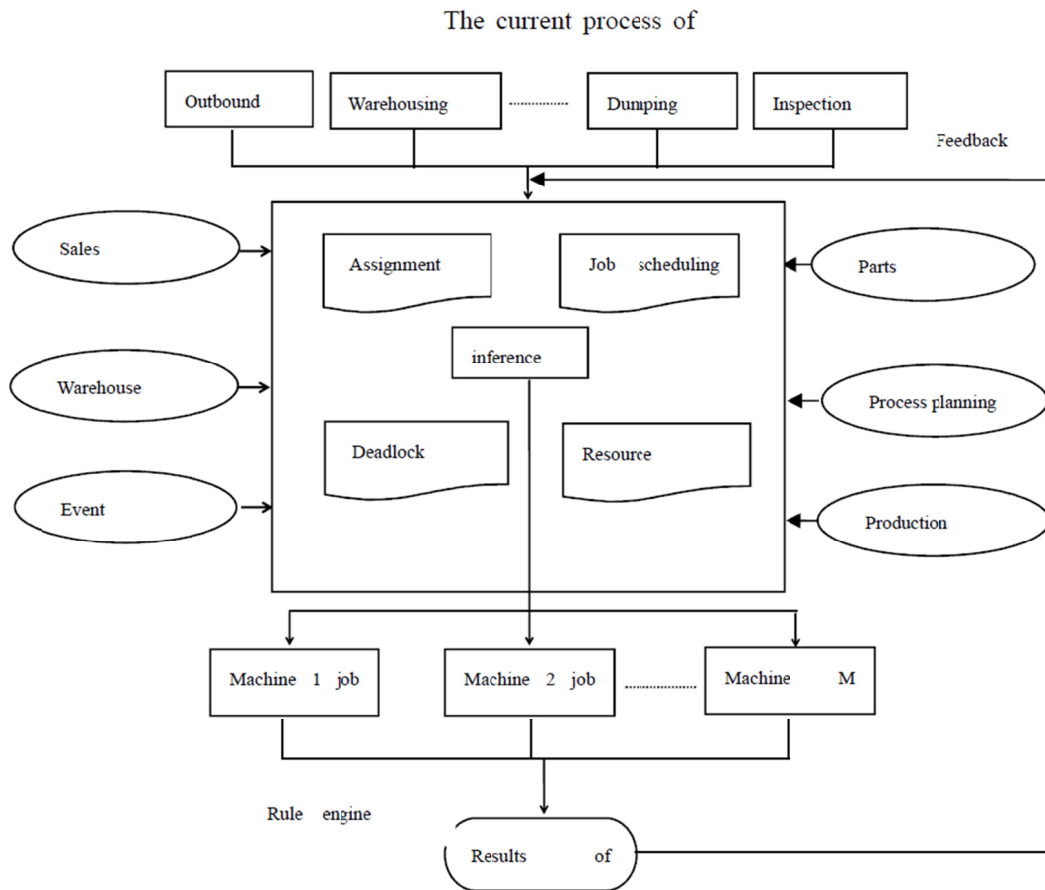 The current process of
Outbound
Warehousing
Dumping
Inspection
Feedback
Sales
Assignment
Job scheduling
Parts
inference
Warehouse
Process planning
Deadlock
Resource
Event
Production
Machine 1 job
Machine 2 job
Machine M
Rule engine
Results of